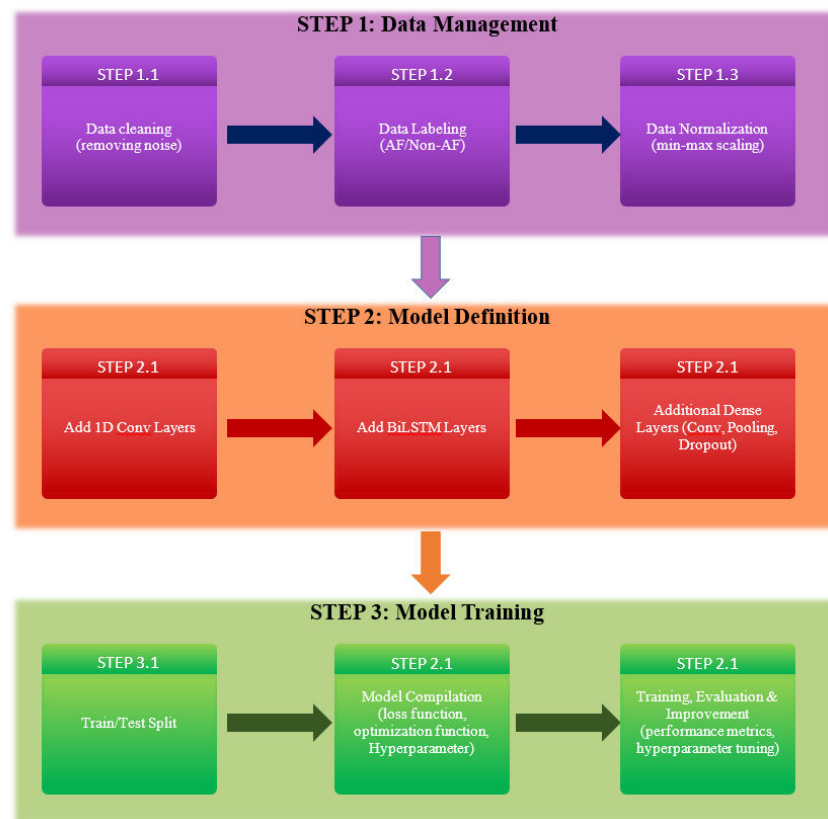 STEP 1: Data Management
STEP 1.1
Data cleaning
(removing noise)
STEP 1.2
Data Labeling
(AF/Non-AF)
STEP 1.3
Data Normalization
(min-max scaling)
STEP 2: Model Definition
STEP 2.1
Add 1D Conv Layers
STEP 2.1
Add BiLSTM Layers
STEP 2.1
Additional Dense
Layers (Conv, Pooling,
Dropout)
STEP 3: Model Training
STEP 3.1
Train/Test Split
STEP 2.1
Model Compilation
(loss function,
optimization function,
Hyperparameter)
STEP 2.1
Training, Evaluation &
Improvement
(performance metrics,
hyperparameter tuning)